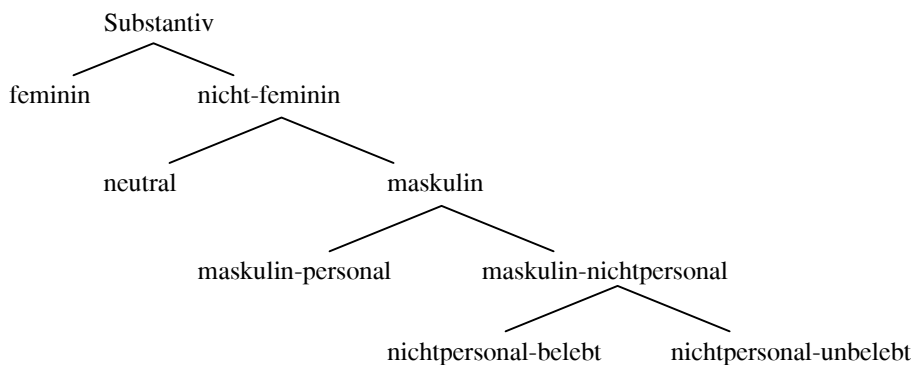 Substantiv
feminin nicht-feminin
neutral maskulin
maskulin-personal maskulin-nichtpersonal
nichtpersonal-belebt nichtpersonal-unbelebt